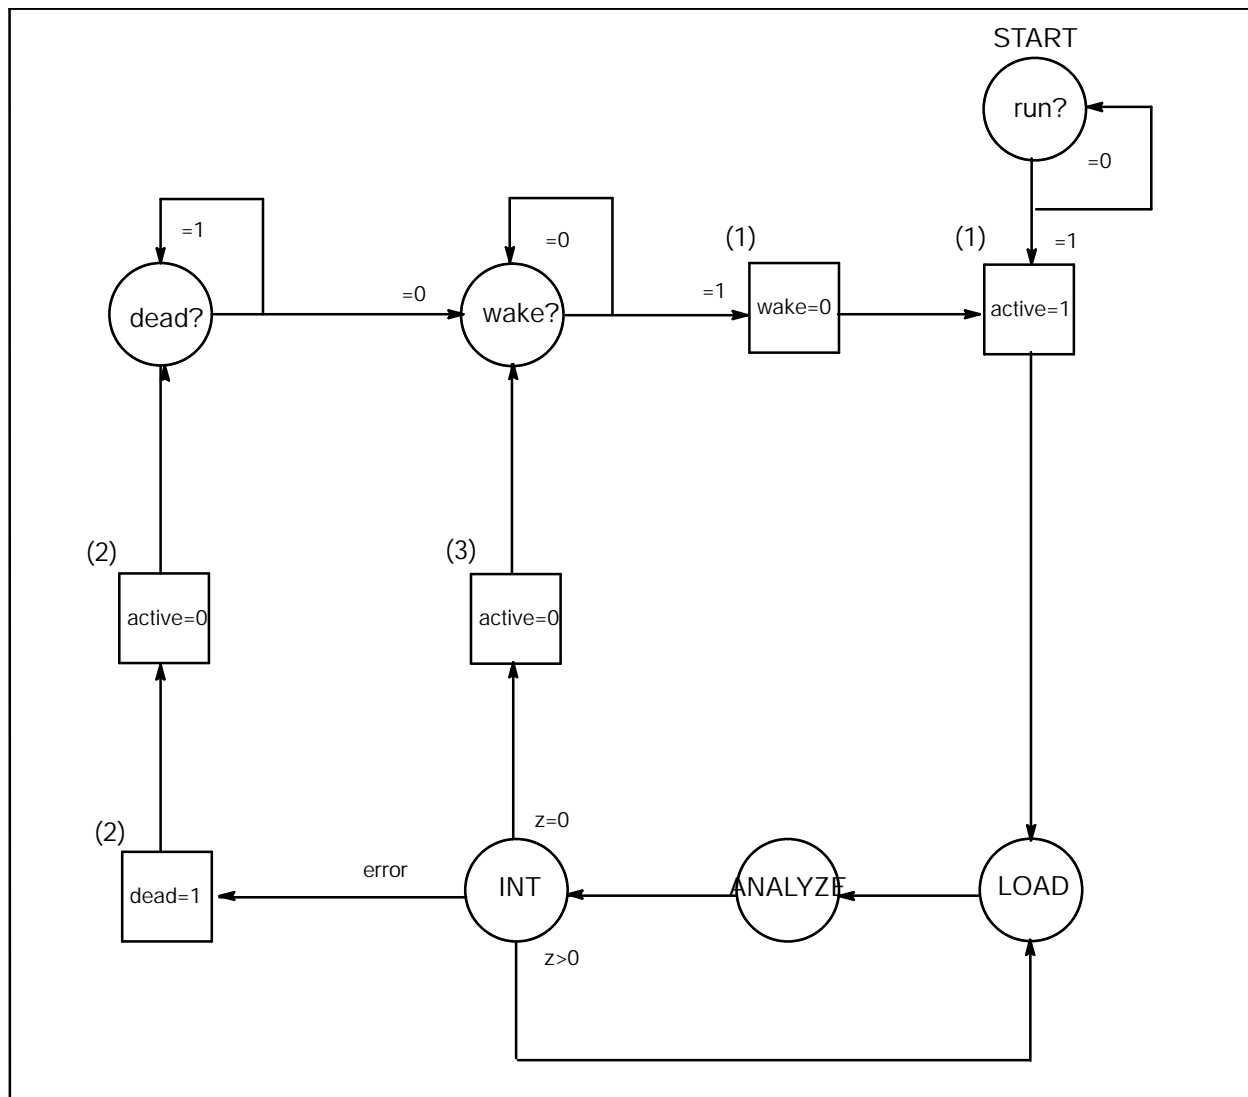 START
run?
=0
=1
=0
(1)
(1)
=1
=0
=1
dead?
wake?
wake=0
active=1
(2)
(3)
active=0
active=0
z=0
(2)
error
INT
ANALYZE
LOAD
dead=1
z>0